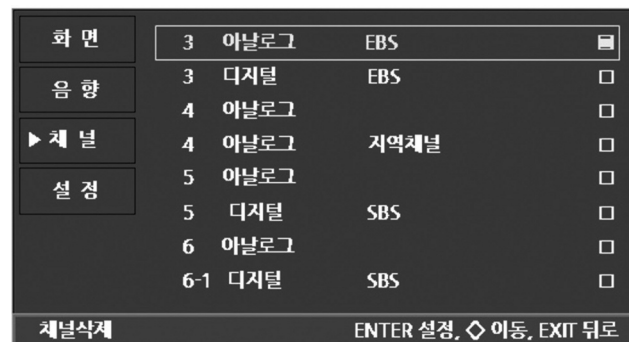 화 면
음 향
▶채 널
설 정
3 아날로그 EBS
3 디지털 EBS
4 아날로그
4 아날로그 지역채널
5 아날로그
5 디지털 SBS
6 아날로그
6-1 디지털 SBS
채널삭제 ENTER 설정, ◇ 이동, EXIT 뒤로